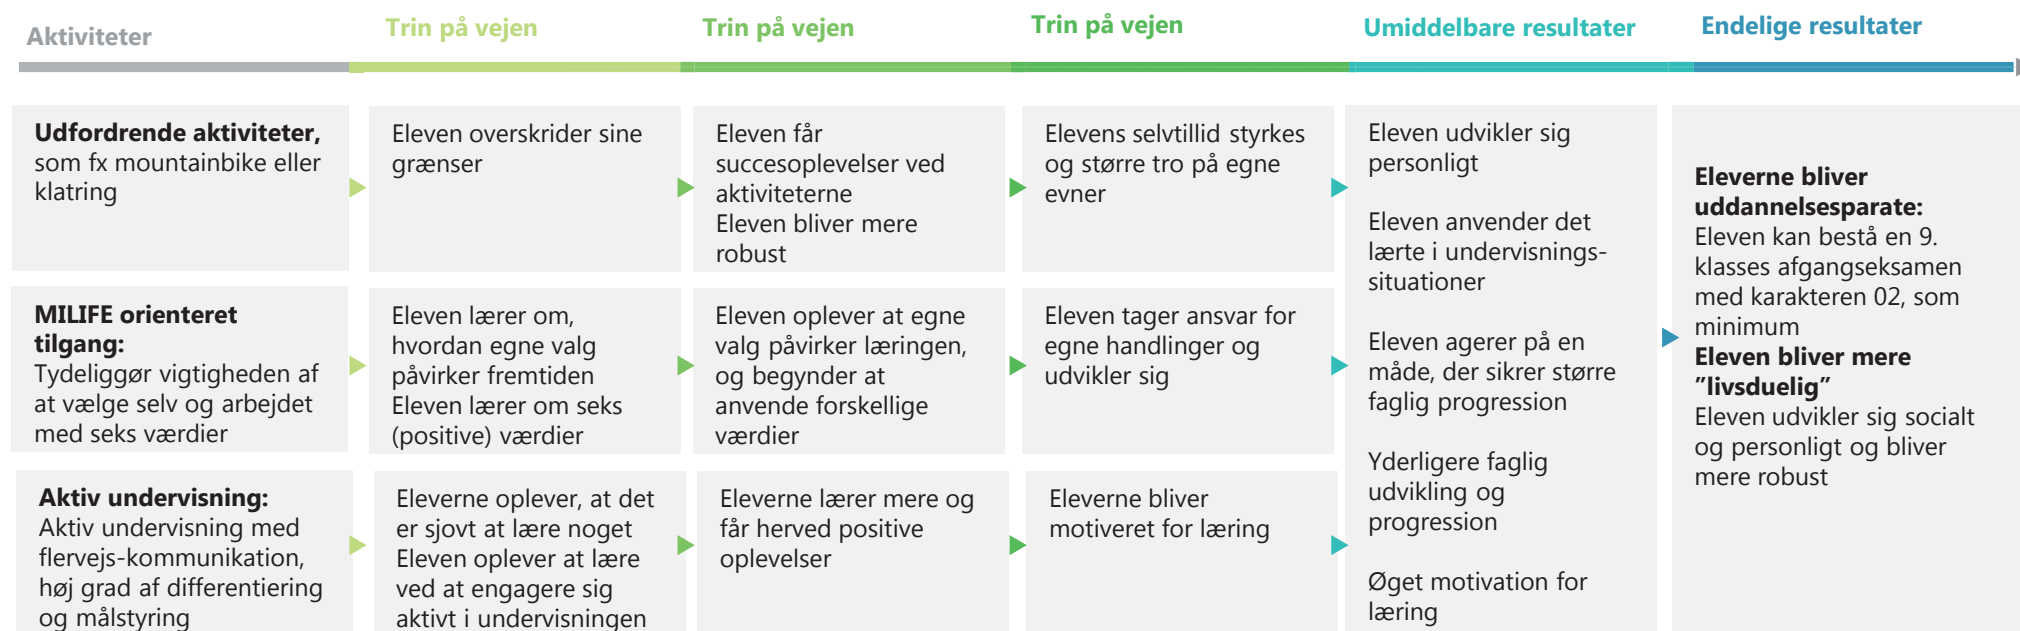 Aktiviteter
Trin på vejen
Trin på vejen
Trin på vejen
Umiddelbare resultater
Endelige resultater
Udfordrende aktiviteter,
som fx mountainbike eller
klatring
Eleven overskrider sine
grænser
Eleven får
succesoplevelser ved
aktiviteterne
Eleven bliver mere
robust
Elevens selvtillid styrkes
og større tro på egne
evner
MILIFE orienteret
tilgang:
Tydeliggør vigtigheden af
at vælge selv og arbejdet
med seks værdier
Eleven lærer om,
hvordan egne valg
påvirker fremtiden
Eleven lærer om seks
(positive) værdier
Eleven oplever at egne
valg påvirker læringen,
og begynder at
anvende forskellige
værdier
Eleven tager ansvar for
egne handlinger og
udvikler sig
Aktiv undervisning:
Aktiv undervisning med
flervejs-kommunikation,
høj grad af differentiering
og målstyring
Eleverne oplever, at det
er sjovt at lære noget
Eleven oplever at lære
ved at engagere sig
aktivt i undervisningen
Eleverne lærer mere og
får herved positive
oplevelser
Eleverne bliver
motiveret for læring
Eleven udvikler sig
personligt
Eleven anvender det
lærte i undervisnings-
situationer
Eleven agerer på en
måde, der sikrer større
faglig progression
Yderligere faglig
udvikling og
progression
Øget motivation for
læring
Eleverne bliver
uddannelsesparate:
Eleven kan bestå en 9.
klasses afgangseksamen
med karakteren 02, som
minimum
Eleven bliver mere
”livsduelig”
Eleven udvikler sig socialt
og personligt og bliver
mere robust